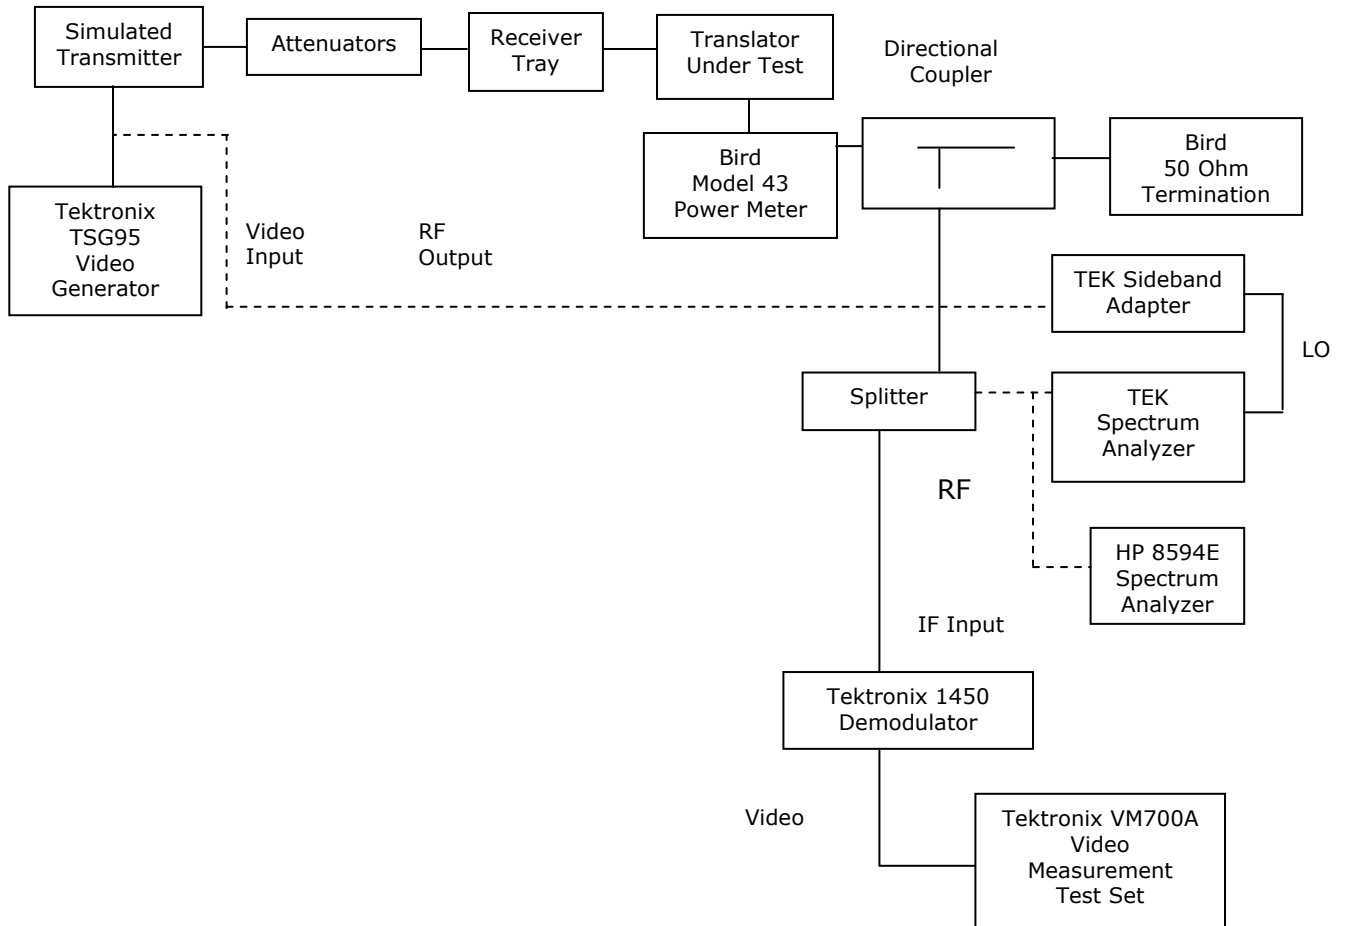 Simulated
Transmitter
Attenuators
Receiver
Tray
Translator
Under Test
Directional
Coupler
Bird
Model 43
Power Meter
Bird
50 Ohm
Termination
Tektronix
TSG95
Video
Generator
Video
Input
RF
Output
TEK Sideband
Adapter
LO
Splitter
TEK
Spectrum
Analyzer
RF
HP 8594E
Spectrum
Analyzer
IF Input
Tektronix 1450
Demodulator
Video
Tektronix VM700A
Video
Measurement
Test Set